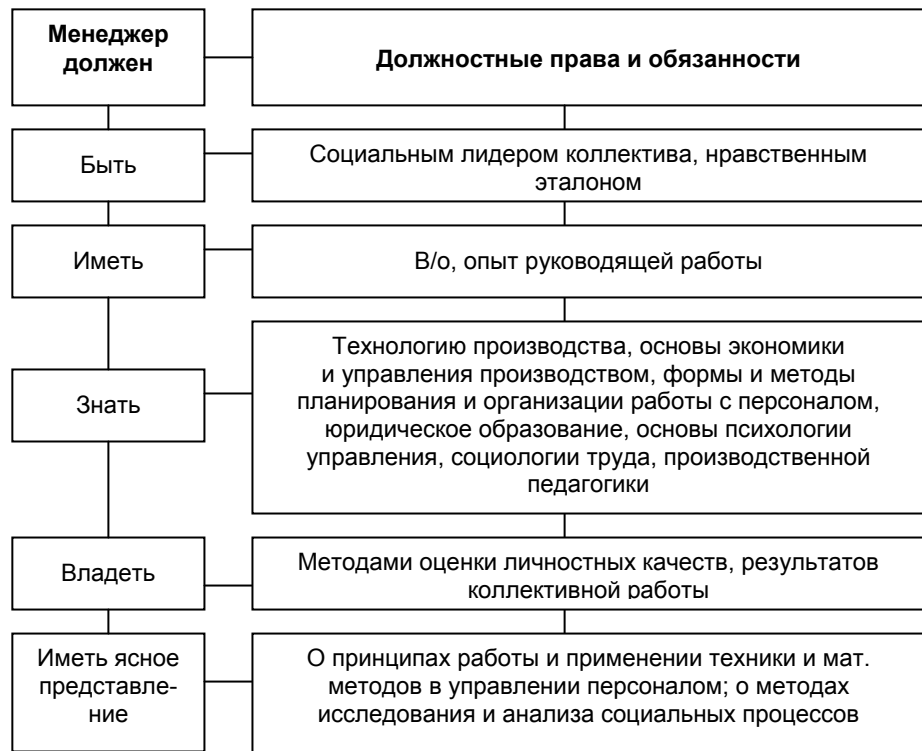 Менеджер
должен
Должностные права и обязанности
Быть
Социальным лидером коллектива, нравственным
эталоном
Иметь
В/о, опыт руководящей работы
Знать
Технологию производства, основы экономики
и управления производством, формы и методы
планирования и организации работы с персоналом,
юридическое образование, основы психологии
управления, социологии труда, производственной
педагогики
Владеть
Методами оценки личностных качеств, результатов
коллективной работы
Иметь ясное
представле-
ние
О принципах работы и применении техники и мат.
методов в управлении персоналом; о методах
исследования и анализа социальных процессов